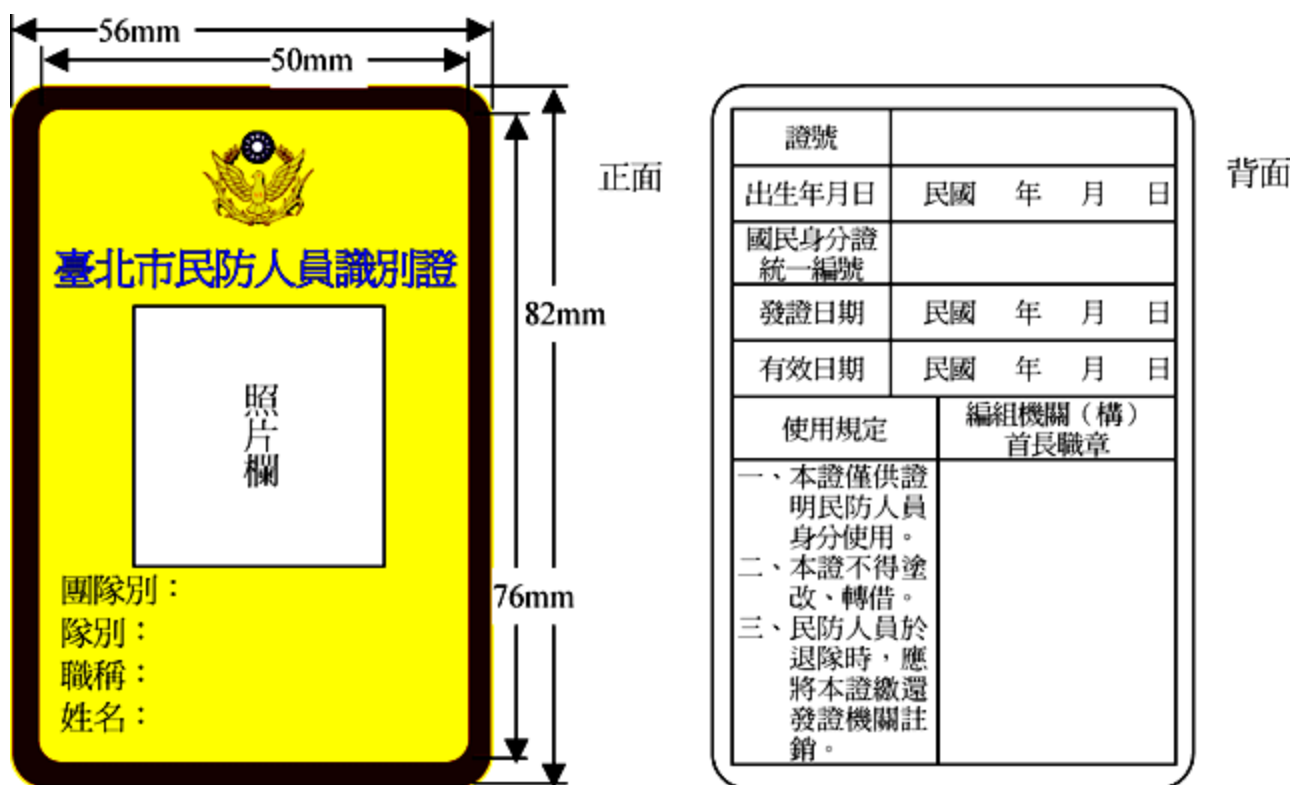 56mm
50mm
正面
臺北市民防人員識別證
82mm
照片欄
76mm
團隊別：
隊別：
職稱：
姓名：
背面
證號
出生年月日 民國 年 月 日
國民身分證
統一編號
發證日期 民國 年 月 日
有效日期 民國 年 月 日
使用規定
編組機關（構）
首長職章
一、本證僅供證
明民防人員
身分使用。
二、本證不得塗
改、轉借。
三、民防人員於
退隊時，應
將本證繳還
發證機關註
銷。